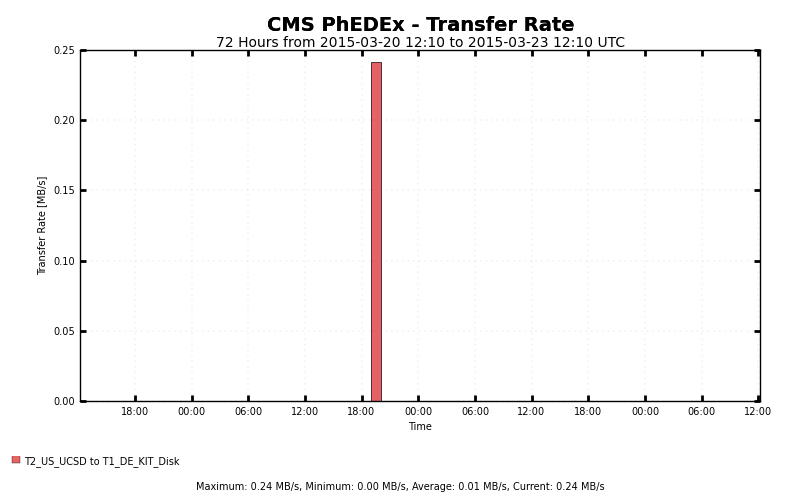 CMS PhEDEx - Transfer Rate
72 Hours from 2015-03-20 12:10 to 2015-03-23 12:10 UTC
0.25
0.20
0.15
0.10
0.05
0.00
Transfer Rate [MB/s]
18:00 00:00 06:00 12:00 18:00 00:00 06:00 12:00 18:00 00:00 06:00 12:00
Time
T2_US_UCSD to T1_DE_KIT_Disk
Maximum: 0.24 MB/s, Minimum: 0.00 MB/s, Average: 0.01 MB/s, Current: 0.24 MB/s